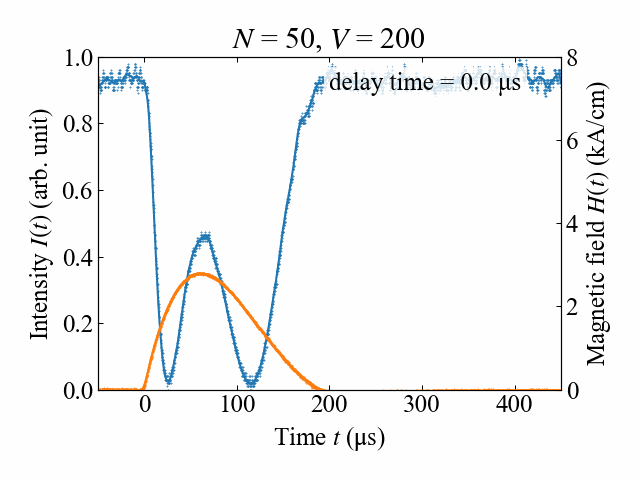 N = 50, V = 200
delay time = 0.0 μs
Intensity I(t) (arb. unit)
1.0
0.8
0.6
0.4
0.2
0.0
8
6
4
2
0
Magnetic field H(t) (kA/cm)
0 100 200 300 400
Time t (μs)